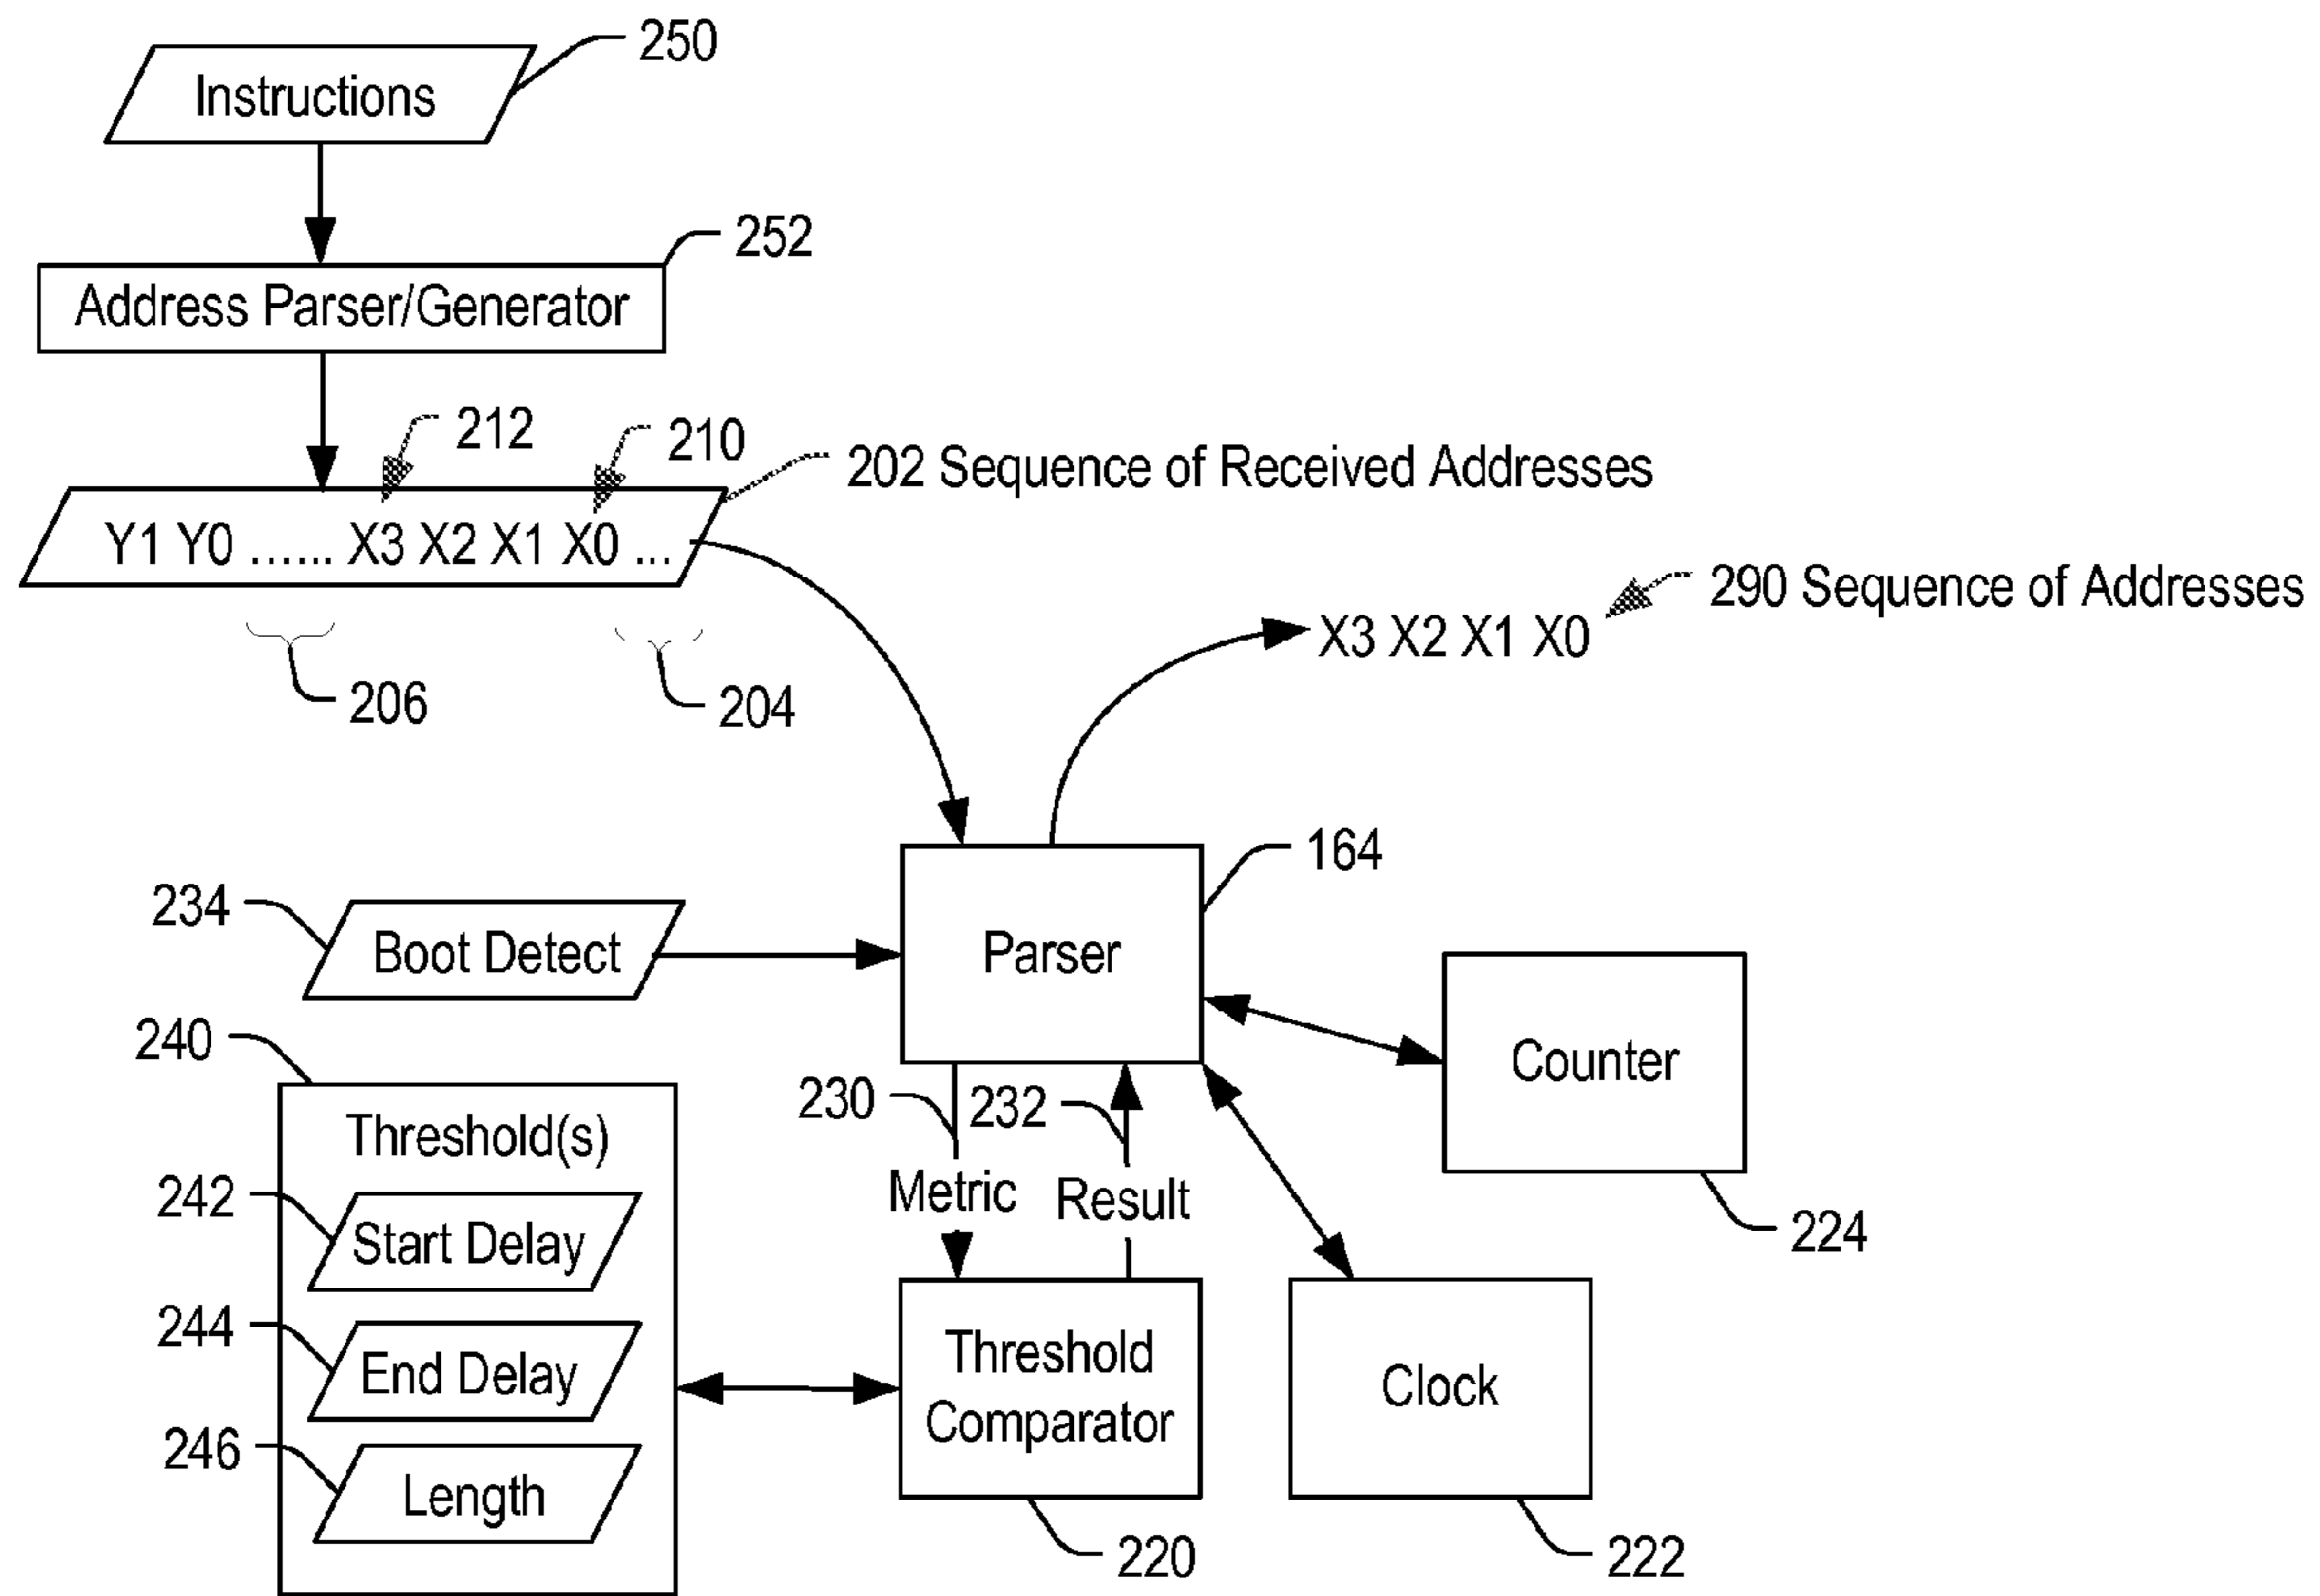 250
Instructions
252
Address Parser/Generator
212
210
202 Sequence of Received Addresses
Y1 Y0 ...... X3 X2 X1 X0 ...
290 Sequence of Addresses
X3 X2 X1 X0
206
204
164
234
Boot Detect
Parser
240
Counter
230
232
Threshold(s)
242
Metric
Result
Start Delay
224
244
End Delay
Threshold
Comparator
Clock
246
Length
220
222